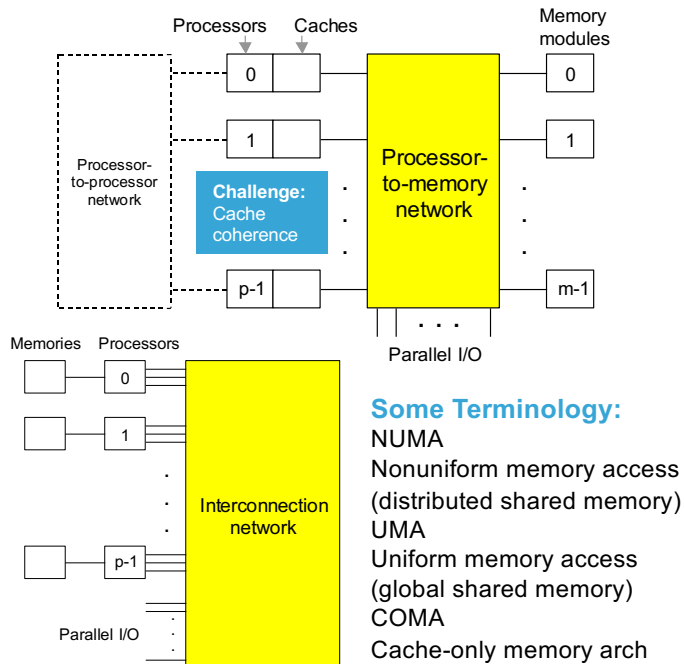 Processors Caches
Memory
modules
0
0
1
1
Processor-
to-processor
network
Processor-
to-memory
network
Challenge:
Cache
coherence
.
.
.
.
.
.
.
.
.
p-1
m-1
. . .
Parallel I/O
Memories Processors
0
1
.
.
.
Interconnection
network
p-1
Parallel I/O
.
.
.
Some Terminology:
NUMA
Nonuniform memory access
(distributed shared memory)
UMA
Uniform memory access
(global shared memory)
COMA
Cache-only memory arch